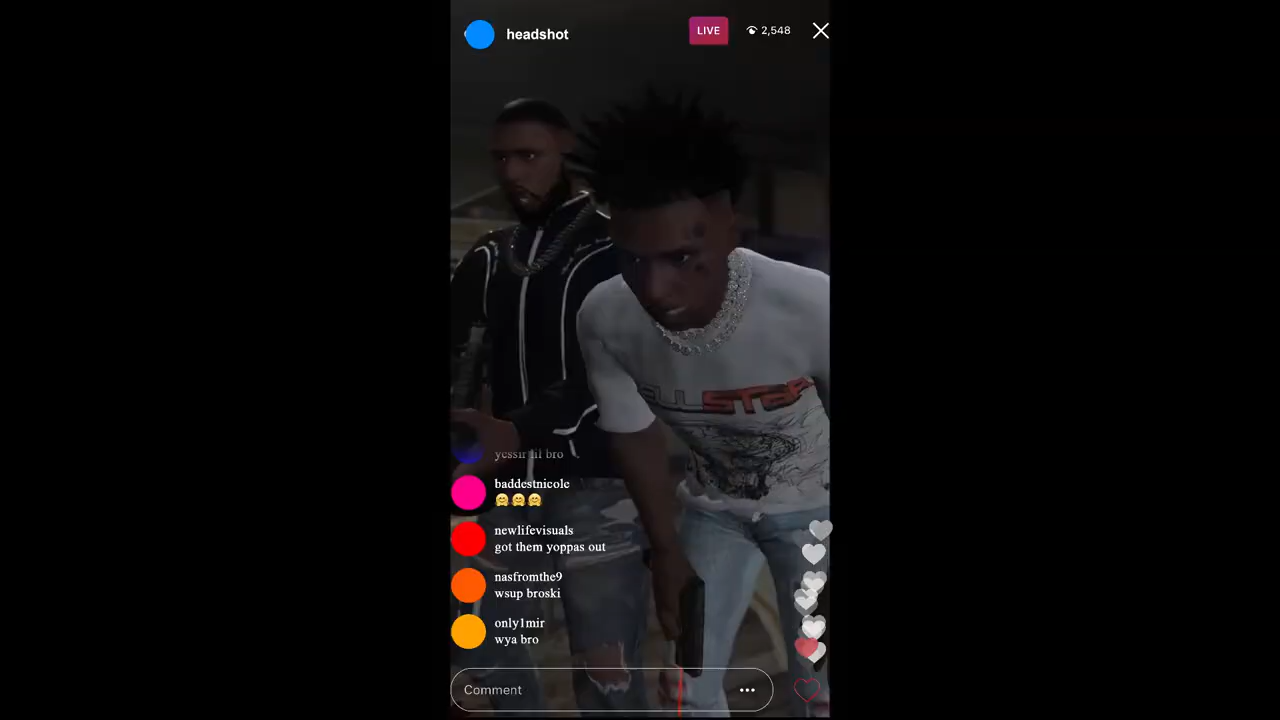 headshot
LIVE
2,548
yessir lil bro
baddestnicole
🤗🤗🤗
newlifevisuals
got them yoppas out
nasfromthe9
wsup broski
only1mir
wya bro
Comment